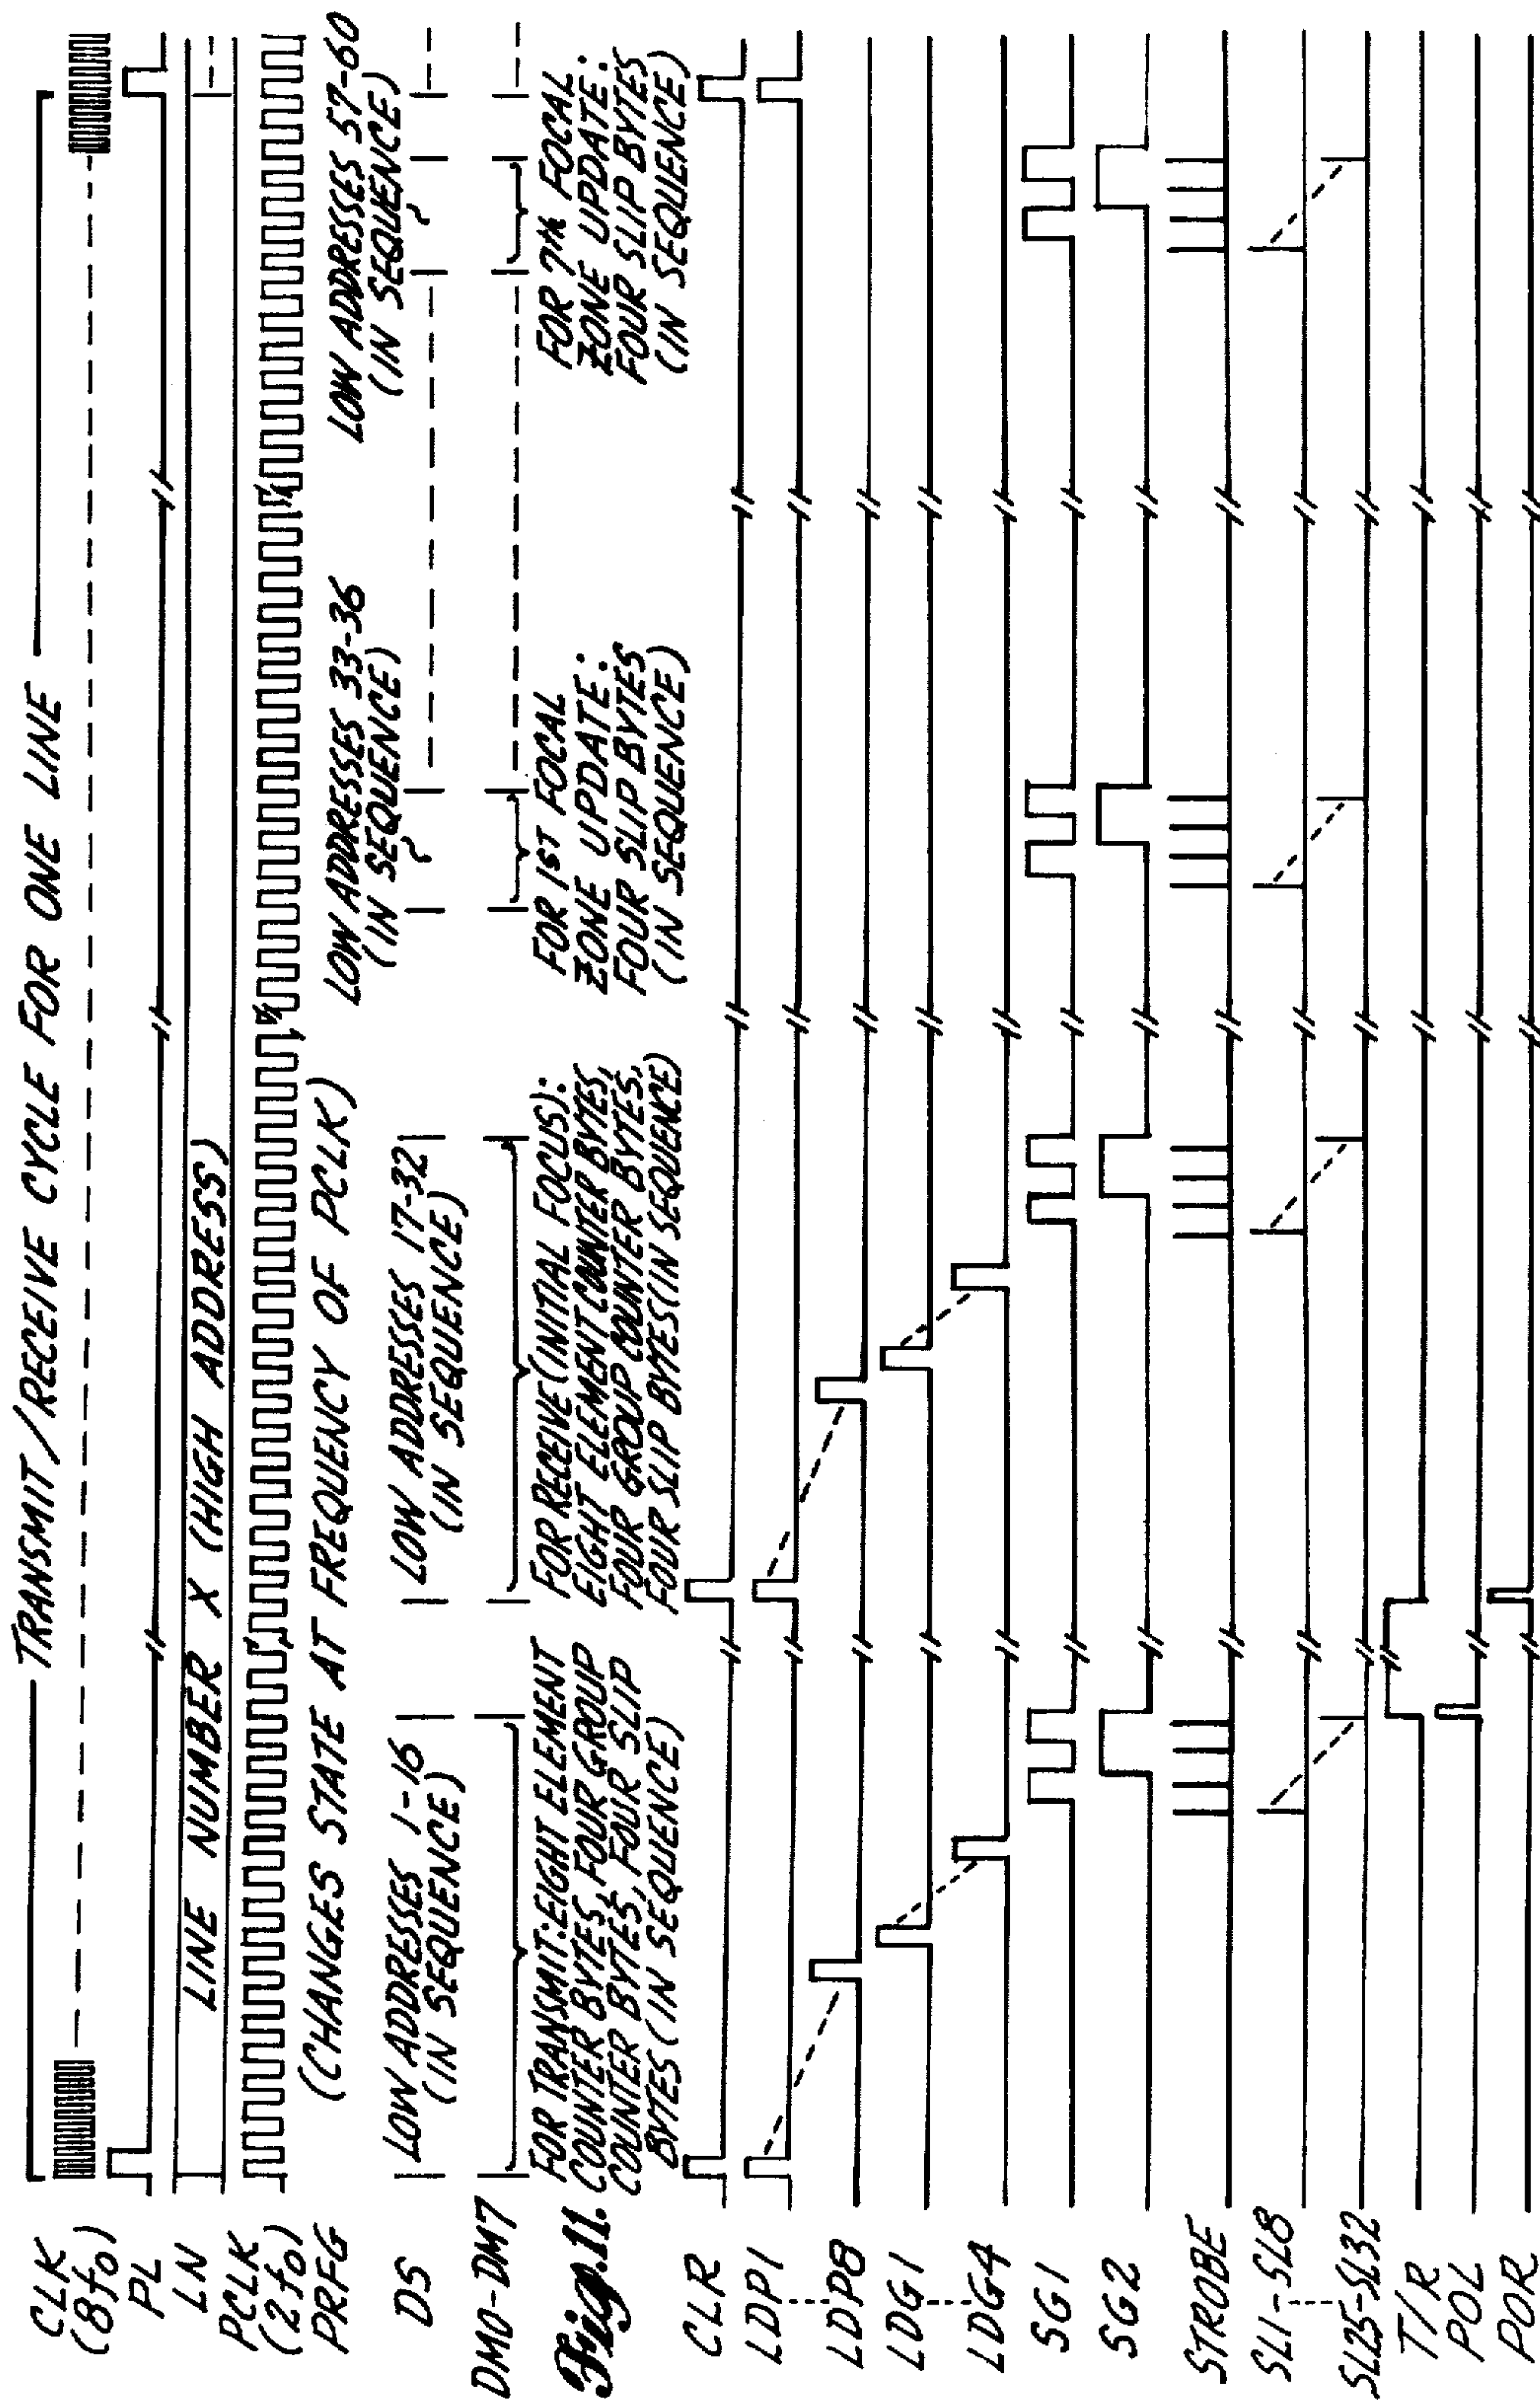 TRANSMIT/RECEIVE CYCLE FOR ONE LINE
CLK
(8fo)
PL
LN
LINE NUMBER X (HIGH ADDRESS)
PCLK
(2fo)
PRFG
(CHANGES STATE AT FREQUENCY OF PCLK)
DS
LOW ADDRESSES 1-16
(IN SEQUENCE)
LOW ADDRESSES 17-32
(IN SEQUENCE)
LOW ADDRESSES 33-36
(IN SEQUENCE)
LOW ADDRESSES 57-60
(IN SEQUENCE)
DM0-DM7
FOR TRANSMIT: EIGHT ELEMENT
COUNTER BYTES, FOUR GROUP
COUNTER BYTES, FOUR SLIP
BYTES (IN SEQUENCE)
FOR RECEIVE (INITIAL FOCUS):
EIGHT ELEMENT COUNTER BYTES,
FOUR GROUP COUNTER BYTES,
FOUR SLIP BYTES (IN SEQUENCE)
FOR 1ST FOCAL
ZONE UPDATE:
FOUR SLIP BYTES
(IN SEQUENCE)
FOR 7th FOCAL
ZONE UPDATE:
FOUR SLIP BYTES
(IN SEQUENCE)
Fig. 11.
CLR
LDP1
LDP8
LDG1
LDG4
SG1
SG2
STROBE
SL1-SL8
SL25-SL32
T/R
POL
POR